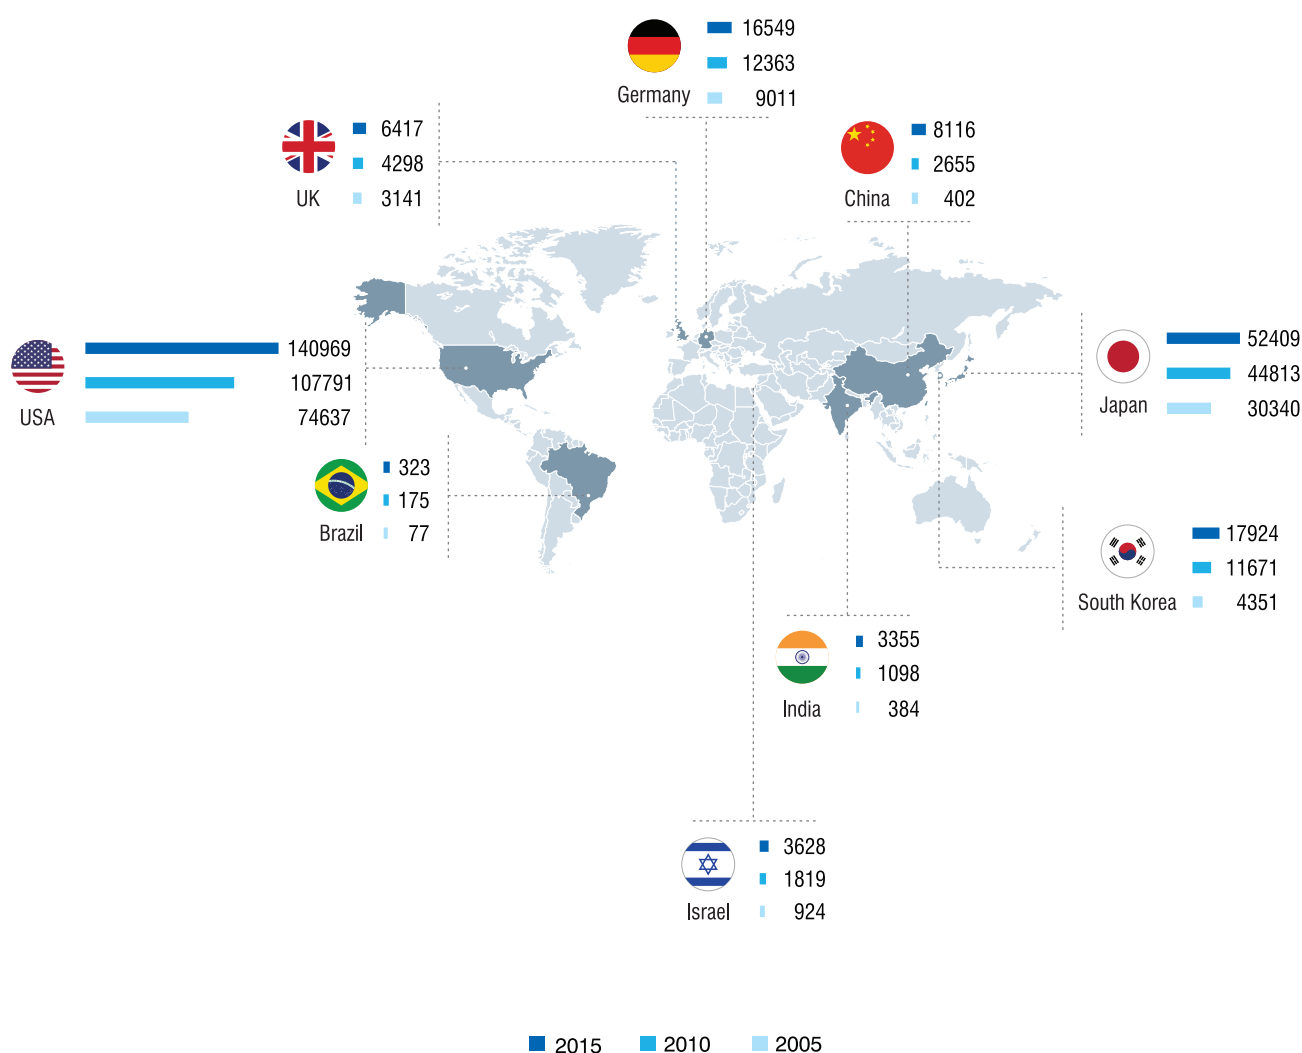 16549
12363
Germany 9011
6417
4298
UK 3141
8116
2655
China 402
140969
107791
USA 74637
52409
44813
Japan 30340
323
175
Brazil 77
17924
11671
South Korea 4351
3355
1098
India 384
3628
1819
Israel 924
2015 2010 2005